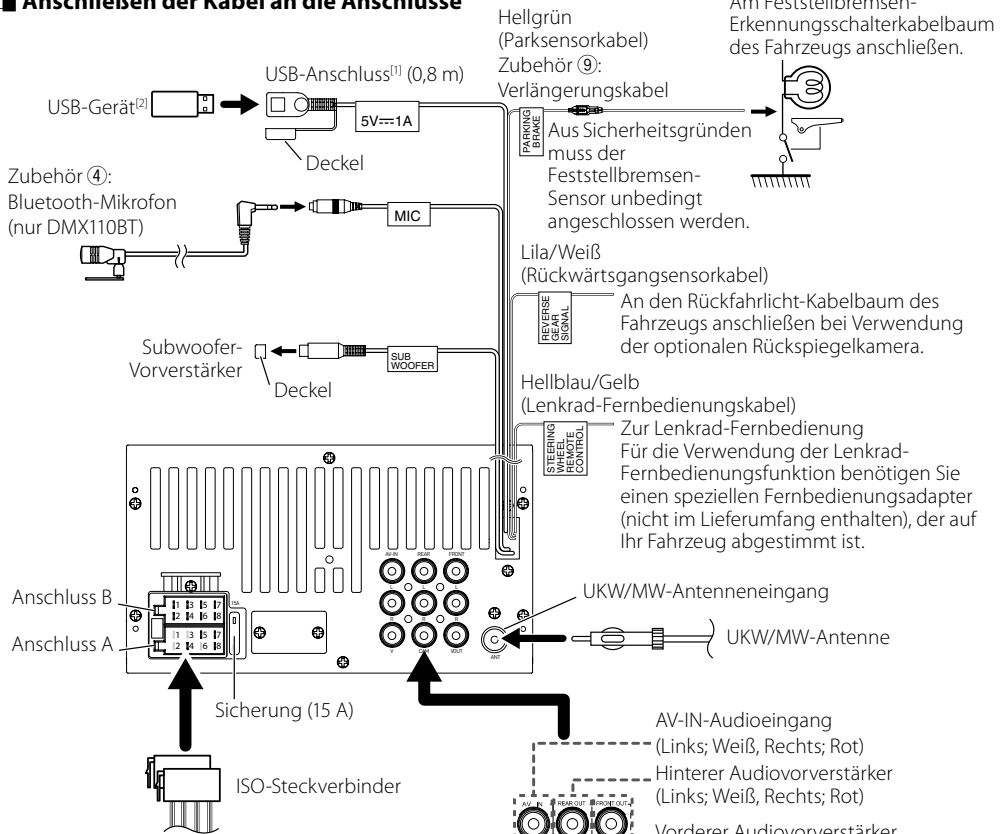 ■ Anschließen der Kabel an die Anschlüsse
Hellgrün
(Parksensorkabel)
Zubehör ⑨:
Verlängerungskabel
Am Feststellbremsen-
Erkennungsschalterkabelbaum
des Fahrzeugs anschließen.
USB-Anschluss[1] (0,8 m)
USB-Gerät[2]
5V⎓1A
Deckel
PARKING
BRAKE
Aus Sicherheitsgründen
muss der
Feststellbremsen-
Sensor unbedingt
angeschlossen werden.
Zubehör ④:
Bluetooth-Mikrofon
(nur DMX110BT)
MIC
Lila/Weiß
(Rückwärtsgangsensorkabel)
REVERSE
GEAR
SIGNAL
An den Rückfahrlicht-Kabelbaum des
Fahrzeugs anschließen bei Verwendung
der optionalen Rückspiegelkamera.
Subwoofer-
Vorverstärker
Deckel
SUB
WOOFER
Hellblau/Gelb
(Lenkrad-Fernbedienungskabel)
STEERING
WHEEL
REMOTE
CONTROL
Zur Lenkrad-Fernbedienung
Für die Verwendung der Lenkrad-
Fernbedienungsfunktion benötigen Sie
einen speziellen Fernbedienungsadapter
(nicht im Lieferumfang enthalten), der auf
Ihr Fahrzeug abgestimmt ist.
AV-IN REAR FRONT
L L L
R R R
V CAM VOUT
ANT
15A
Anschluss B
1 3 5 7
2 4 6 8
Anschluss A
1 3 5 7
2 4 6 8
UKW/MW-Antenneneingang
UKW/MW-Antenne
Sicherung (15 A)
ISO-Steckverbinder
AV-IN-Audioeingang
(Links; Weiß, Rechts; Rot)
Hinterer Audiovorverstärker
(Links; Weiß, Rechts; Rot)
AV IN REAR OUT FRONT OUT
Vorderer Audiovorverstärker